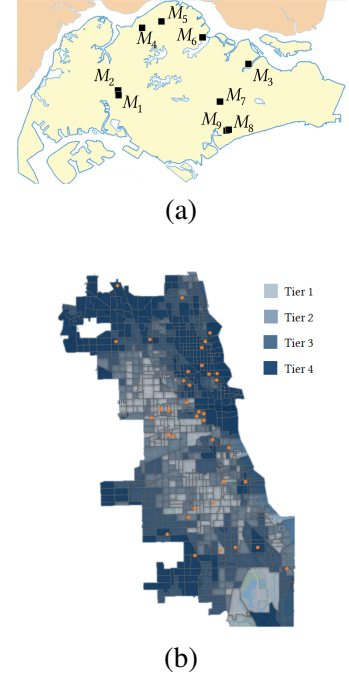 M5
M4
M6
M3
M2
M1
M7
M9 M8
(a)
Tier 1
Tier 2
Tier 3
Tier 4
(b)